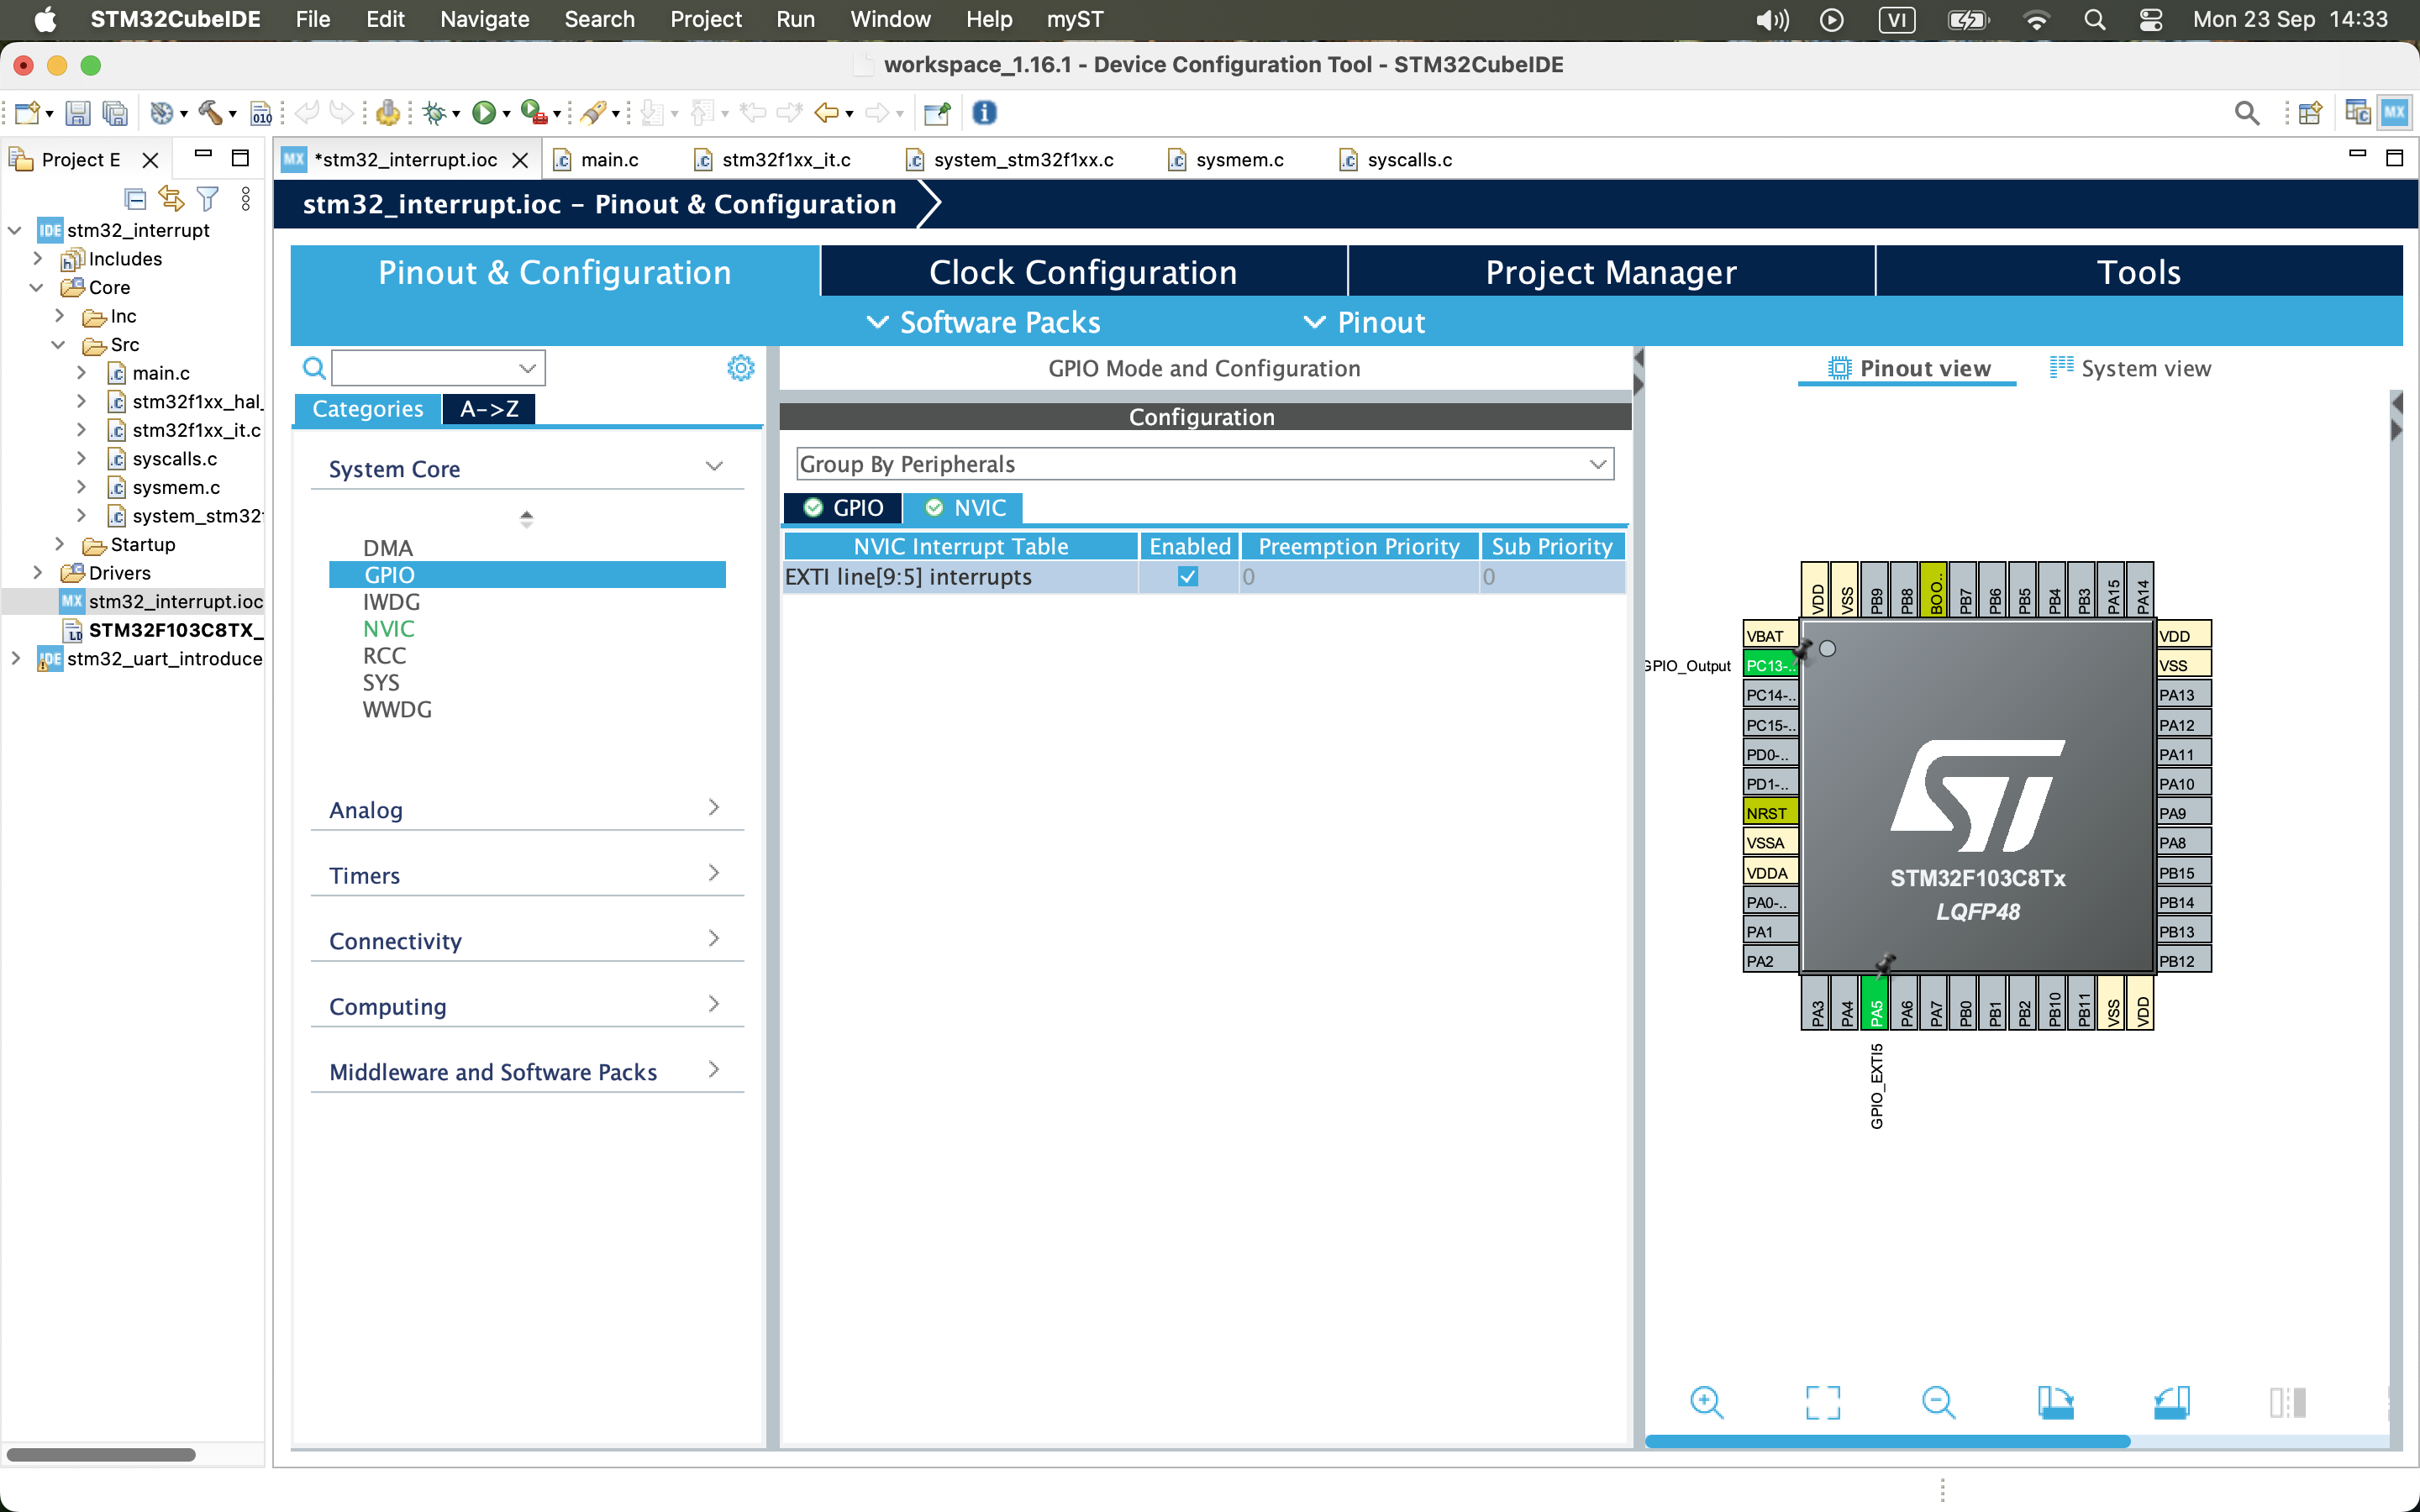 STM32CubeIDE File Edit Navigate Search Project Run Window Help myST VI Mon 23 Sep 14:33
workspace_1.16.1 - Device Configuration Tool - STM32CubeIDE
010 MX
Project E
*stm32_interrupt.ioc main.c stm32f1xx_it.c system_stm32f1xx.c sysmem.c syscalls.c
IDE stm32_interrupt
Includes
Core
Inc
Src
main.c
stm32f1xx_hal_
stm32f1xx_it.c
syscalls.c
sysmem.c
system_stm32f
Startup
Drivers
MX stm32_interrupt.ioc
STM32F103C8TX_
IDE stm32_uart_introduce
stm32_interrupt.ioc – Pinout & Configuration
Pinout & Configuration Clock Configuration Project Manager Tools
Software Packs Pinout
Categories A->Z
System Core
DMA
GPIO
IWDG
NVIC
RCC
SYS
WWDG
Analog
Timers
Connectivity
Computing
Middleware and Software Packs
GPIO Mode and Configuration
Configuration
Group By Peripherals
GPIO NVIC
NVIC Interrupt Table Enabled Preemption Priority Sub Priority
EXTI line[9:5] interrupts 0 0
Pinout view System view
VDD VSS PB9 PB8 BOO.. PB7 PB6 PB5 PB4 PB3 PA15 PA14
VBAT VDD
GPIO_Output PC13-.. VSS
PC14-.. PA13
PC15-.. PA12
PD0-.. PA11
PD1-.. PA10
NRST PA9
VSSA PA8
VDDA PB15
PA0-.. PB14
PA1 PB13
PA2 PB12
ST
STM32F103C8Tx
LQFP48
PA3 PA4 PA5 PA6 PA7 PB0 PB1 PB2 PB10 PB11 VSS VDD
GPIO_EXTI5